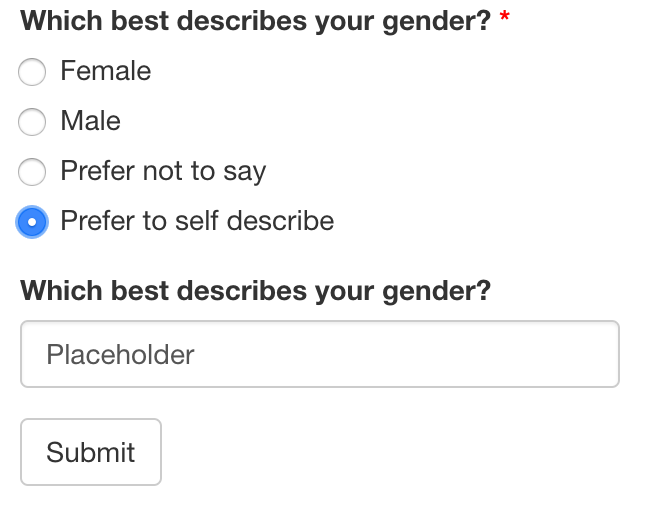 Which best describes your gender? *
Female
Male
Prefer not to say
Prefer to self describe
Which best describes your gender?
Placeholder
Submit